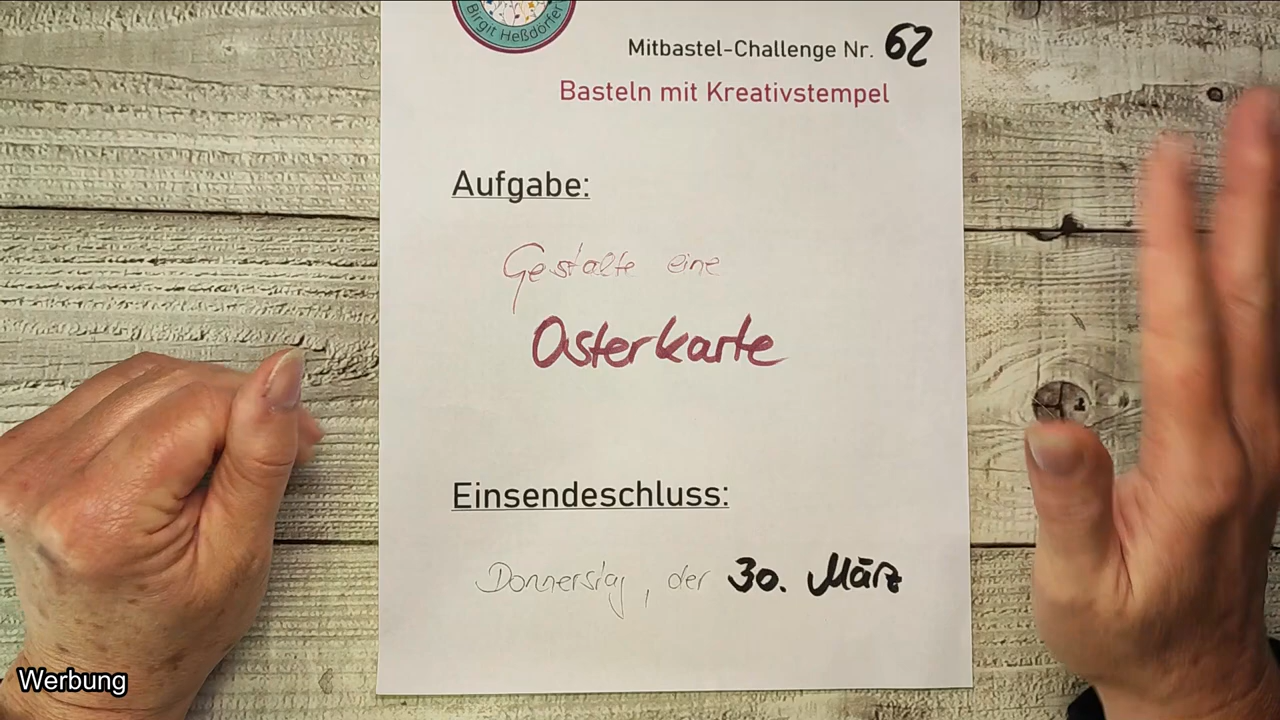 Birgit Heßdörfer
Mitbastel-Challenge Nr. 62
Basteln mit Kreativstempel
Aufgabe:
Gestalte eine
Osterkarte
Einsendeschluss:
Donnerstag, der 30. März
Werbung